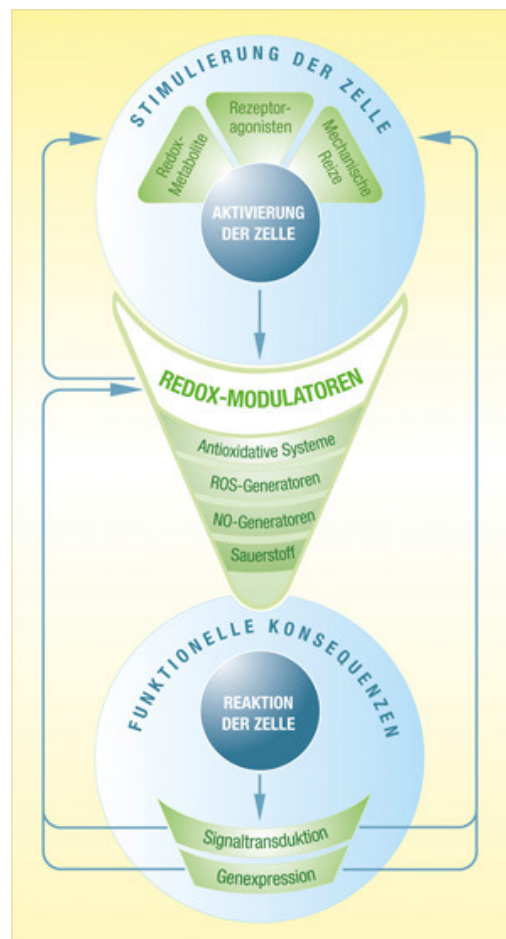 STIMULIERUNG DER ZELLE
Redox-
Metabolite
Rezeptor-
agonisten
Mechanische
Reize
AKTIVIERUNG
DER ZELLE
REDOX-MODULATOREN
Antioxidative Systeme
ROS-Generatoren
NO-Generatoren
Sauerstoff
FUNKTIONELLE KONSEQUENZEN
REAKTION
DER ZELLE
Signaltransduktion
Genexpression